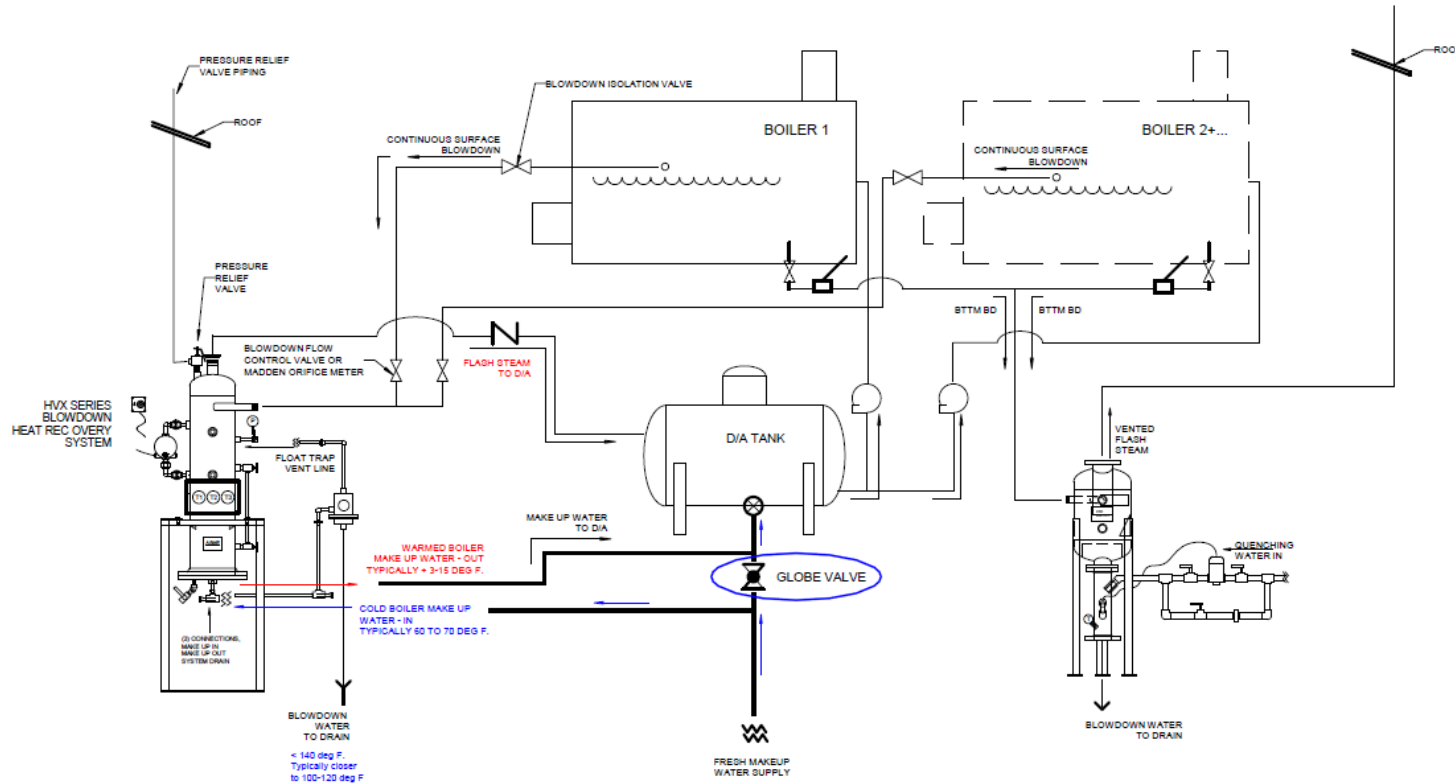 PRESSURE RELIEF
VALVE PIPING
ROOF
BLOWDOWN ISOLATION VALVE
CONTINUOUS SURFACE
BLOWDOWN
BOILER 1
BOILER 2+...
CONTINUOUS SURFACE
BLOWDOWN
ROO
PRESSURE
RELIEF
VALVE
BLOWDOWN FLOW
CONTROL VALVE OR
MADDEN ORIFICE METER
FLASH STEAM
TO D/A
BTTM BD
BTTM BD
HVX SERIES
BLOWDOWN
HEAT REC OVERY
SYSTEM
P
T1 T2 T3
FLOAT TRAP
VENT LINE
D/A TANK
VENTED
FLASH
STEAM
MAKE UP WATER
TO D/A
WARMED BOILER
MAKE UP WATER - OUT
TYPICALLY + 3-15 DEG F.
GLOBE VALVE
QUENCHING
WATER IN
COLD BOILER MAKE UP
WATER - IN
TYPICALLY 60 TO 70 DEG F.
(3) CONNECTIONS,
MAKE UP IN
MAKE UP OUT
SYSTEM DRAIN
T
BLOWDOWN
WATER
TO DRAIN
< 140 deg F.
Typically closer
to 100-120 deg F
FRESH MAKEUP
WATER SUPPLY
BLOWDOWN WATER
TO DRAIN